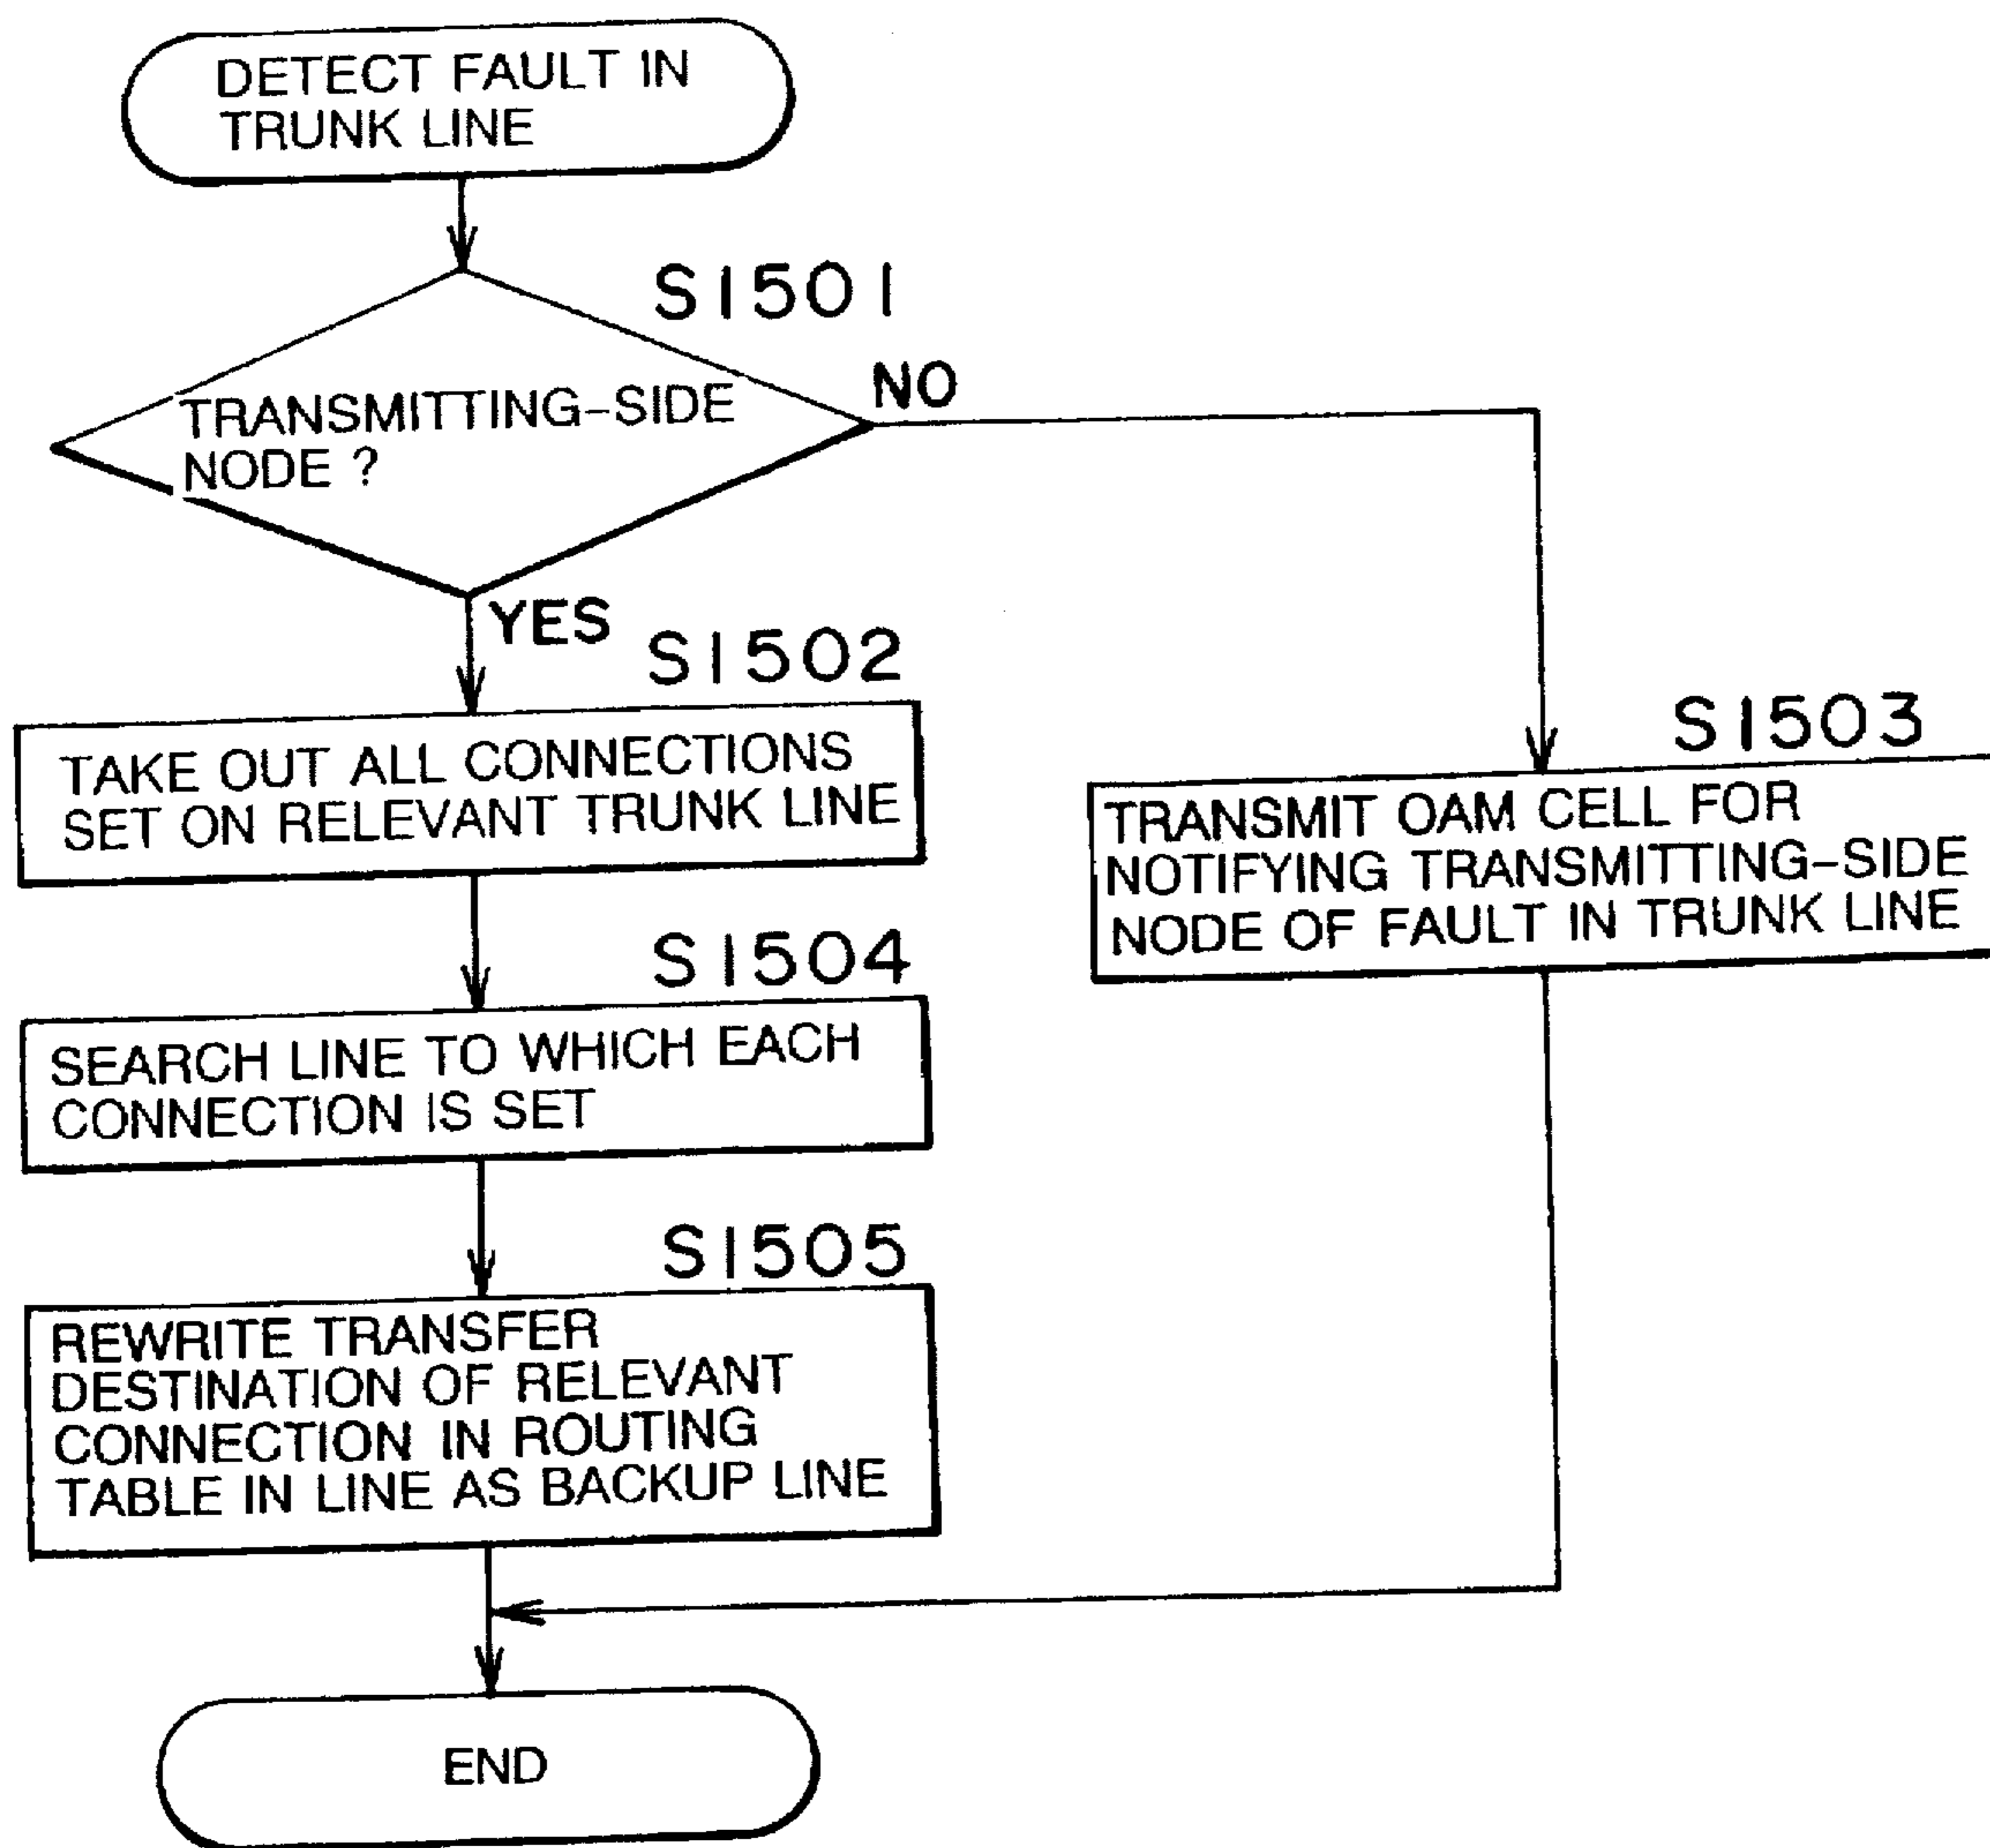 DETECT FAULT IN
TRUNK LINE
S1501
TRANSMITTING-SIDE
NODE ?
NO
YES
S1502
TAKE OUT ALL CONNECTIONS
SET ON RELEVANT TRUNK LINE
S1503
TRANSMIT OAM CELL FOR
NOTIFYING TRANSMITTING-SIDE
NODE OF FAULT IN TRUNK LINE
S1504
SEARCH LINE TO WHICH EACH
CONNECTION IS SET
S1505
REWRITE TRANSFER
DESTINATION OF RELEVANT
CONNECTION IN ROUTING
TABLE IN LINE AS BACKUP LINE
END